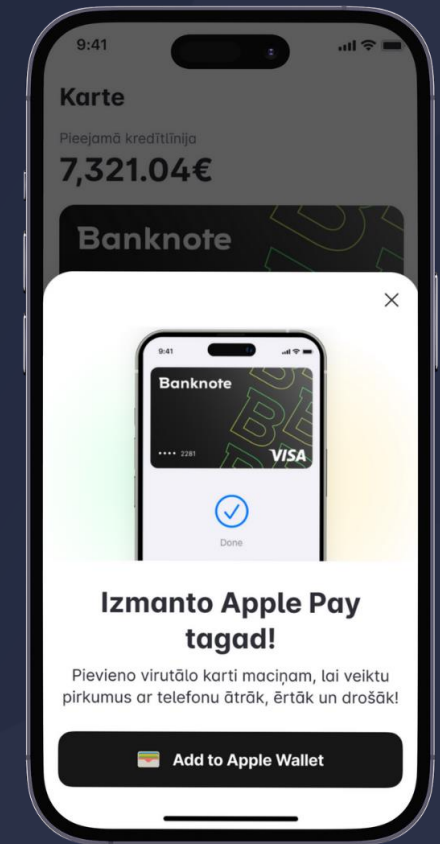 9:41
Karte
Pieejamā kredītlīnija
7,321.04€
Banknote
9:41
Banknote
•••• 2281 VISA
Done
Izmanto Apple Pay
tagad!
Pievieno virutālo karti maciņam, lai veiktu
pirkumus ar telefonu ātrāk, ērtāk un drošāk!
Add to Apple Wallet